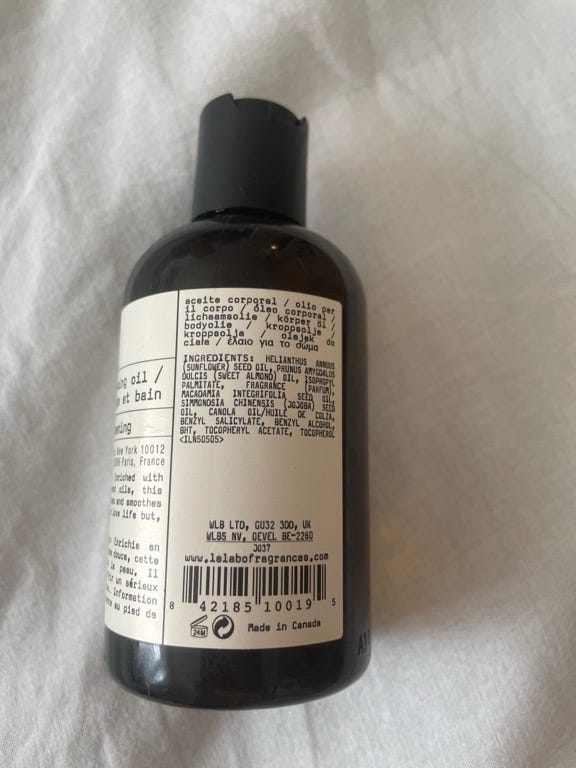 aceite corporal / olio per
il corpo / óleo corporal /
lichaamsolie / körper öl /
bodyolie / kroppsolje /
kroppsolja / olejek do
ciała / έλαιο για το σώμα
INGREDIENTS: HELIANTHUS ANNUUS
(SUNFLOWER) SEED OIL, PRUNUS AMYGDALUS
DULCIS (SWEET ALMOND) OIL, ISOPROPYL
PALMITATE, FRAGRANCE (PARFUM),
MACADAMIA INTEGRIFOLIA SEED OIL,
SIMMONDSIA CHINENSIS (JOJOBA) SEED
OIL, CANOLA OIL/HUILE DE COLZA,
BENZYL SALICYLATE, BENZYL ALCOHOL,
BHT, TOCOPHERYL ACETATE, TOCOPHEROL
<ILN50505>
WLB LTD, GU32 3DD, UK
WLBS NV, OEVEL BE-2260
3037
www.lelabofragrances.com
8 42185 10019 5
24M Made in Canada
oil /
et bain
New York 10012
Paris, France
enriched with
oils, this
and smoothes
love life but,
Enrichie en
douce, cette
la peau. Il
un sérieux
Information
au pied de